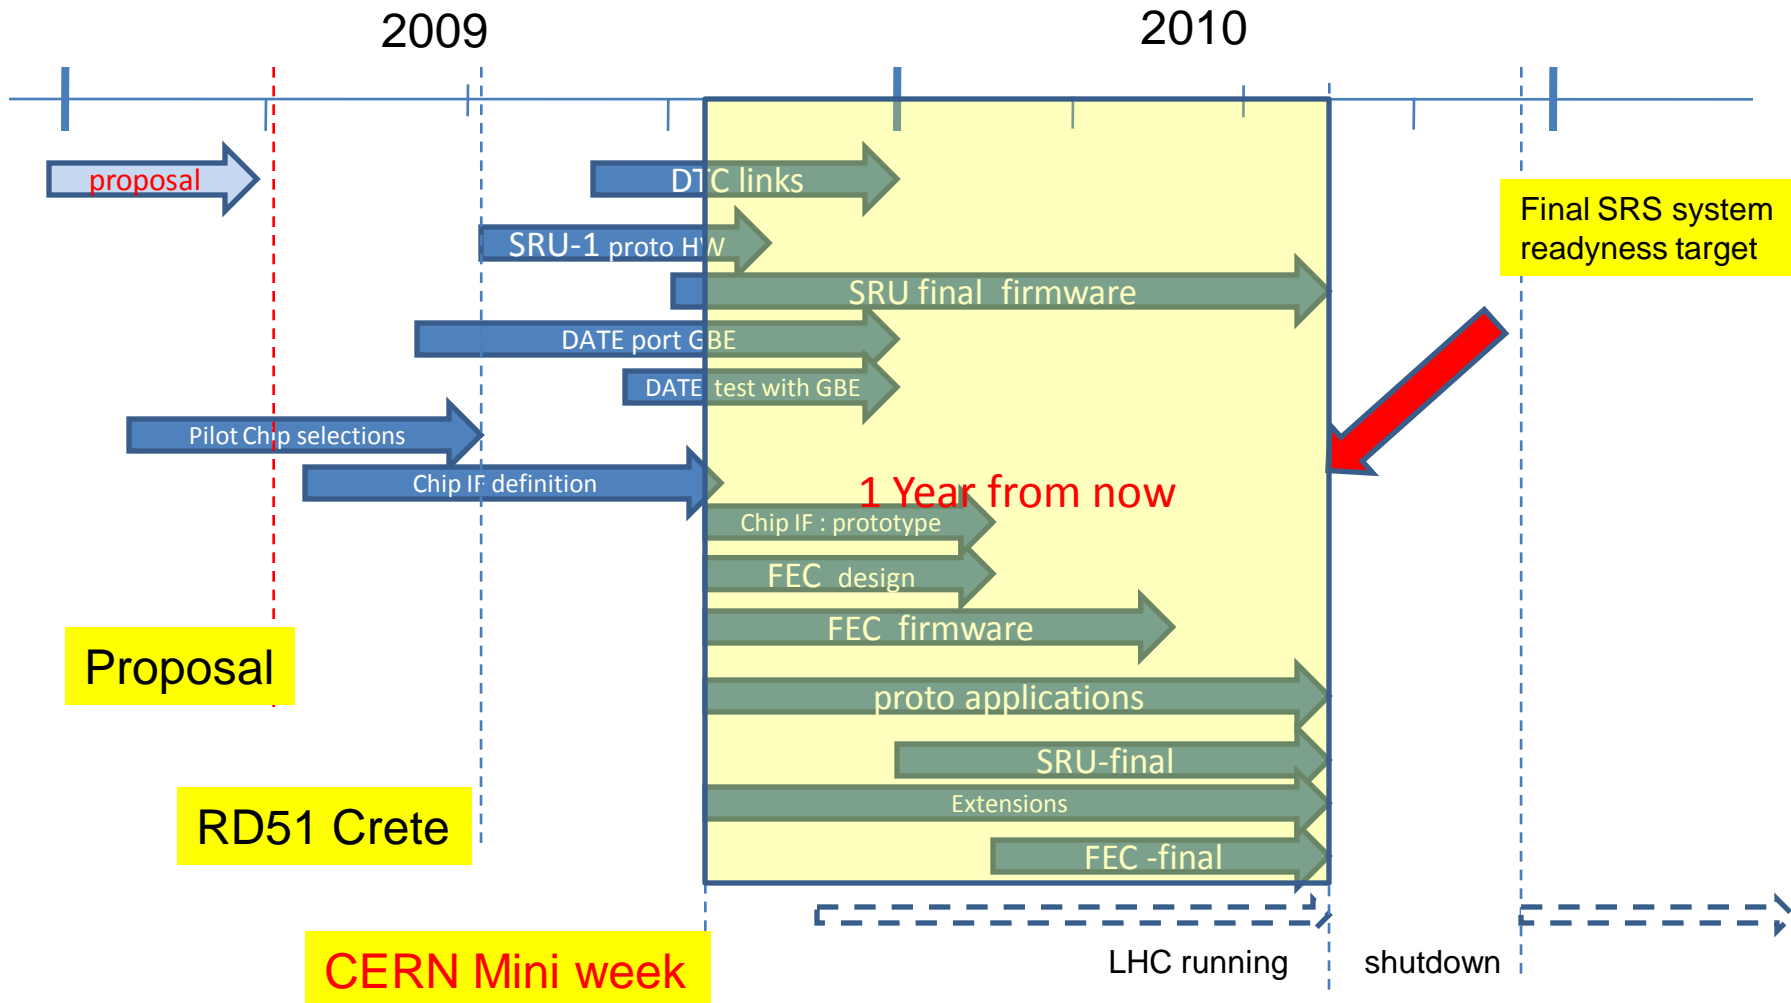 2009
2010
proposal
DTC links
Final SRS system
readyness target
SRU-1 proto HW
SRU final firmware
DATE port GBE
DATE test with GBE
Pilot Chip selections
Chip IF definition
1 Year from now
Chip IF : prototype
FEC design
FEC firmware
Proposal
proto applications
SRU-final
RD51 Crete
Extensions
FEC -final
CERN Mini week
LHC running
shutdown